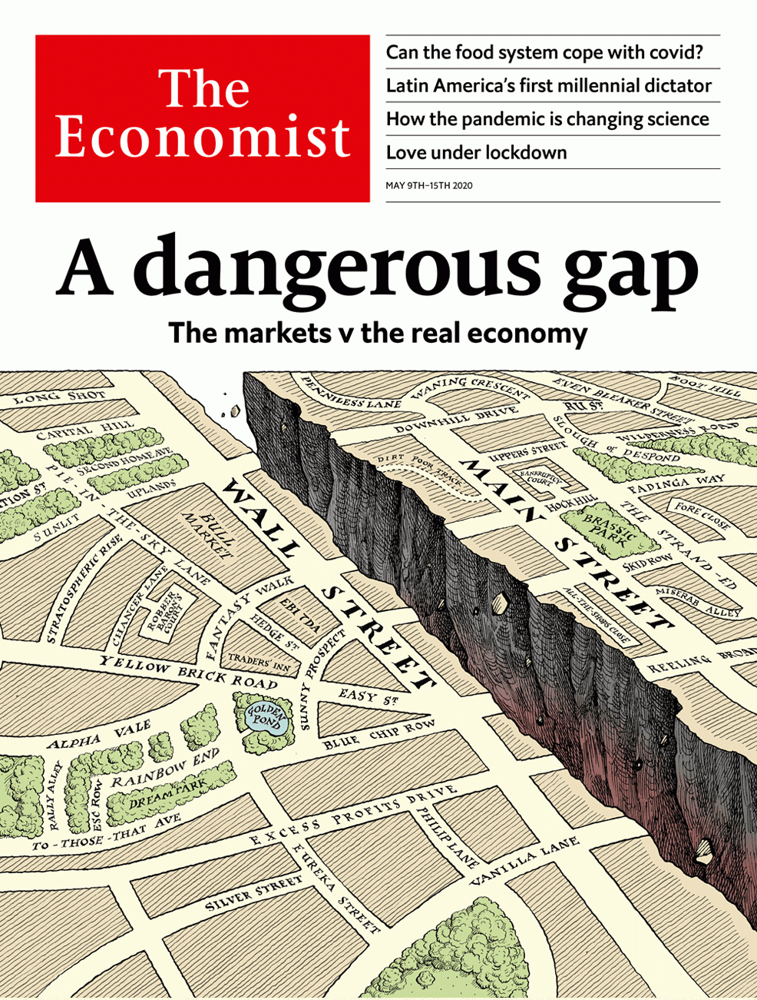 The
Economist
Can the food system cope with covid?
Latin America's first millennial dictator
How the pandemic is changing science
Love under lockdown
MAY 9TH–15TH 2020
A dangerous gap
The markets v the real economy
LONG SHOT
CAPITAL HILL
SECOND HOME AVE
UPLANDS
SUNLIT
PIE-IN-
THE-SKY LANE
BULL
MARKET
WALL STREET
STRATOSPHERIC RISE
CHANCER LANE
ROBBER
BARON'S
COURT
FANTASY WALK
EBITDA
HEDGE ST
TRADERS' INN
SUNNY PROSPECT
YELLOW BRICK ROAD
EASY ST
GOLDEN
POND
BLUE CHIP ROW
ALPHA VALE
RALLY ALLEY
ESC ROW
RAINBOW END
DREAM PARK
TO-THOSE-THAT AVE
EXCESS PROFITS DRIVE
PHILIP LANE
VANILLA LANE
EUREKA STREET
SILVER STREET
PENNILESS LANE
WANING CRESCENT
EVEN BLEAKER STREET
BOOT HILL
DOWNHILL DRIVE
RUI ST
SLOUGH OF
DESPOND
WILDERNESS ROAD
UPPERS STREET
DIRT POOR TRACK
MAIN STREET
BANKRUPTCY
COURT
HOCK HILL
FADINGA WAY
BRASSIC
PARK
THE STRAND-ED
FORE CLOSE
SKID ROW
MISERAB ALLEY
ALL-THE-SHOPS CLOSE
REELING BROAD